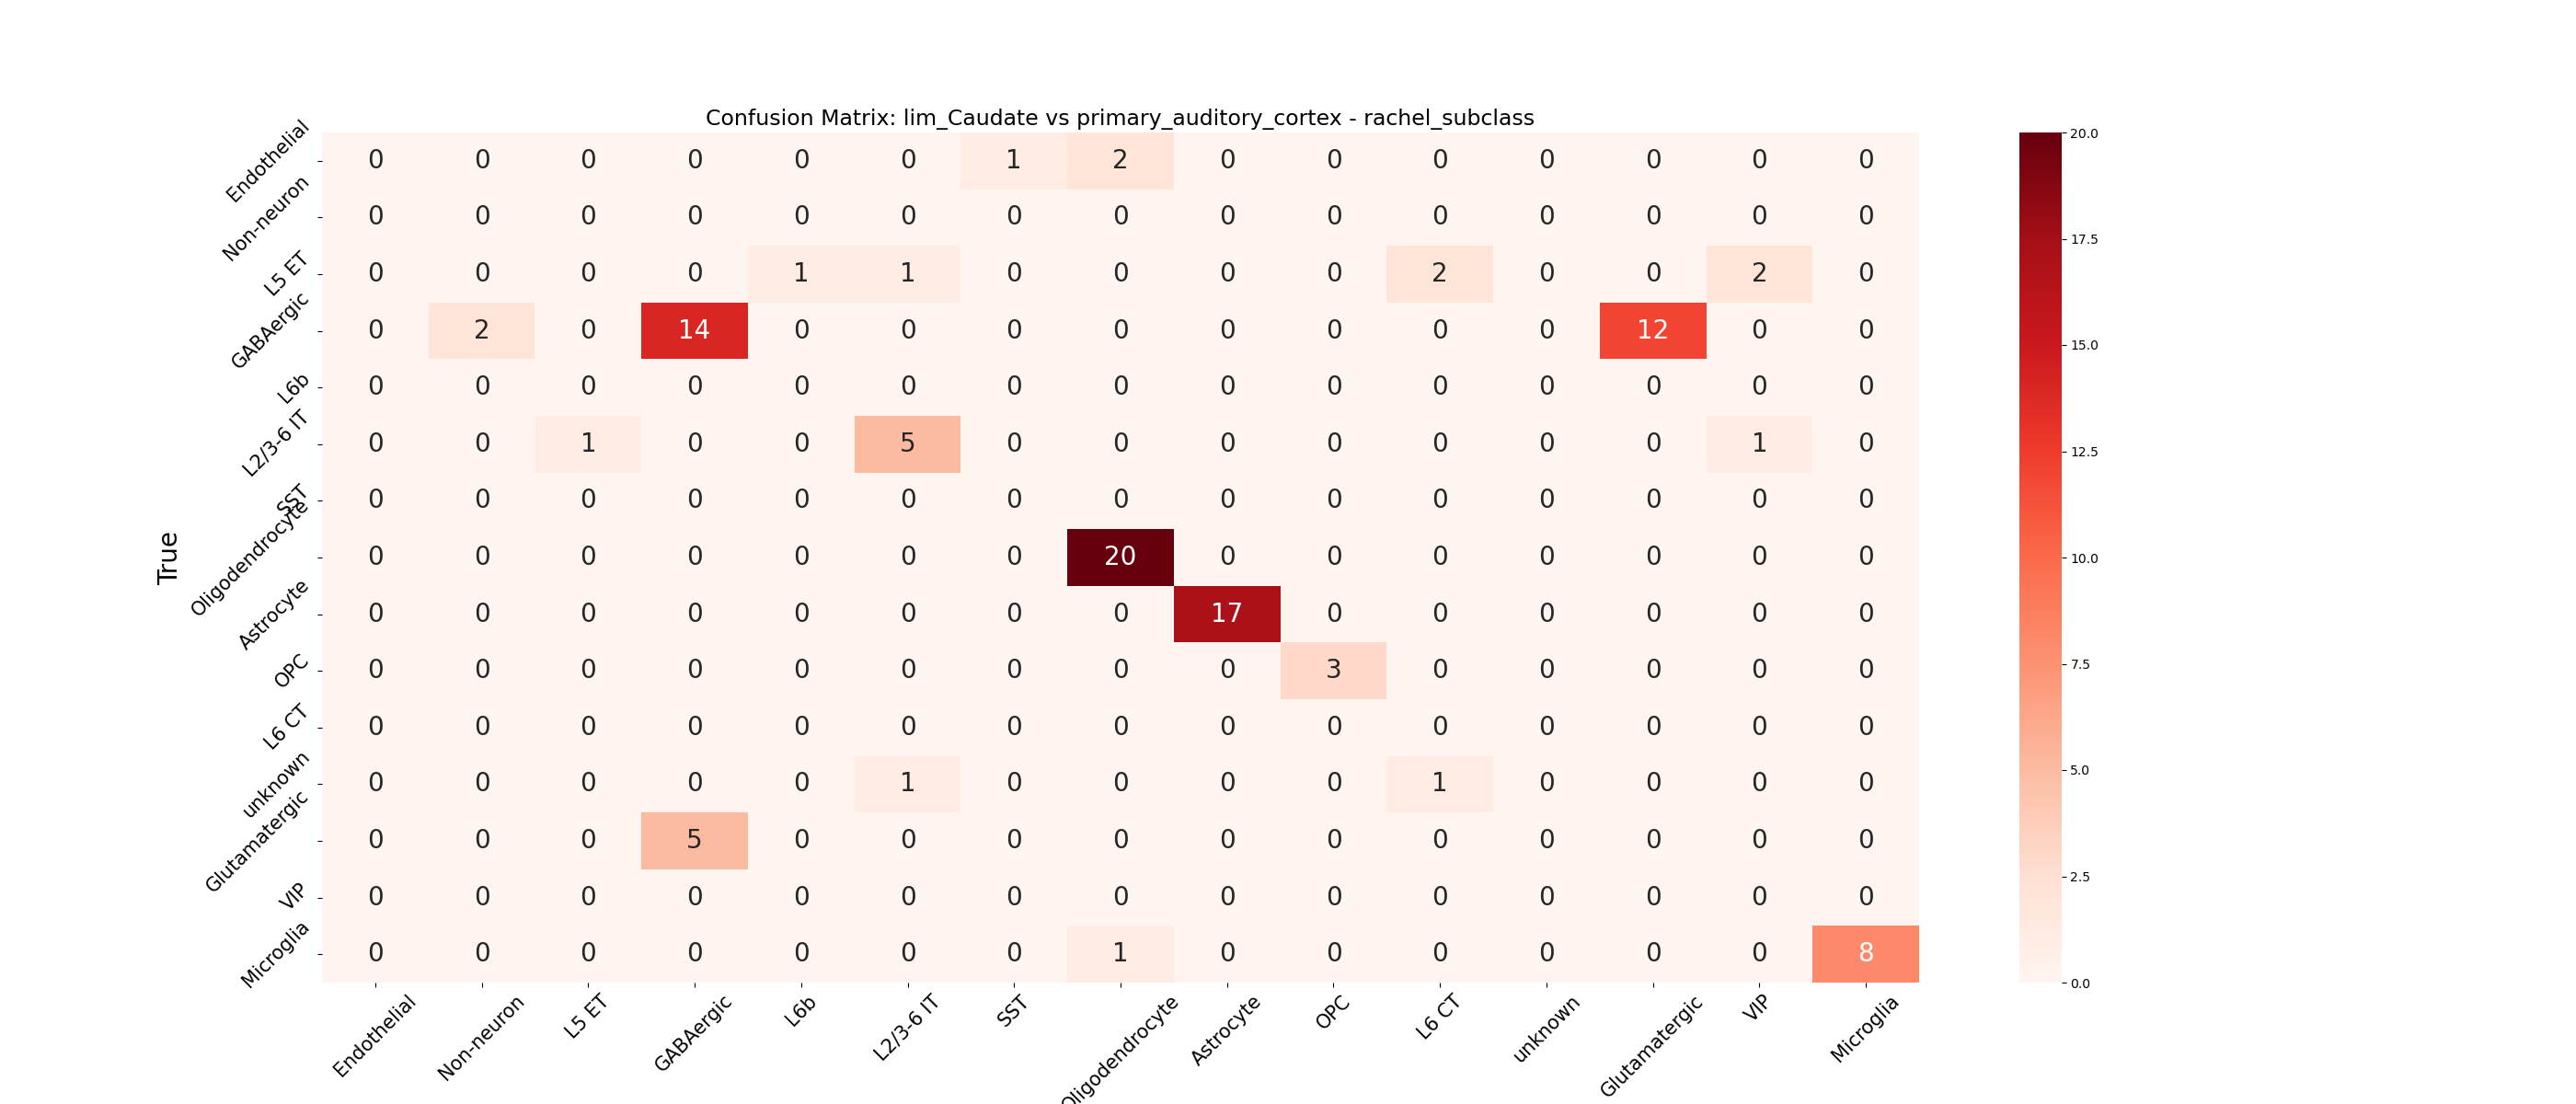 Confusion Matrix: lim_Caudate vs primary_auditory_cortex - rachel_subclass
True
Endothelial 0 0 0 0 0 0 1 2 0 0 0 0 0 0 0
Non-neuron 0 0 0 0 0 0 0 0 0 0 0 0 0 0 0
L5 ET 0 0 0 0 1 1 0 0 0 0 2 0 0 2 0
GABAergic 0 2 0 14 0 0 0 0 0 0 0 0 12 0 0
L6b 0 0 0 0 0 0 0 0 0 0 0 0 0 0 0
L2/3-6 IT 0 0 1 0 0 5 0 0 0 0 0 0 0 1 0
SST 0 0 0 0 0 0 0 0 0 0 0 0 0 0 0
Oligodendrocyte 0 0 0 0 0 0 0 20 0 0 0 0 0 0 0
Astrocyte 0 0 0 0 0 0 0 0 17 0 0 0 0 0 0
OPC 0 0 0 0 0 0 0 0 0 3 0 0 0 0 0
L6 CT 0 0 0 0 0 0 0 0 0 0 0 0 0 0 0
unknown 0 0 0 0 0 1 0 0 0 0 1 0 0 0 0
Glutamatergic 0 0 0 5 0 0 0 0 0 0 0 0 0 0 0
VIP 0 0 0 0 0 0 0 0 0 0 0 0 0 0 0
Microglia 0 0 0 0 0 0 0 1 0 0 0 0 0 0 8
Endothelial Non-neuron L5 ET GABAergic L6b L2/3-6 IT SST Oligodendrocyte Astrocyte OPC L6 CT unknown Glutamatergic VIP Microglia
20.0
17.5
15.0
12.5
10.0
7.5
5.0
2.5
0.0